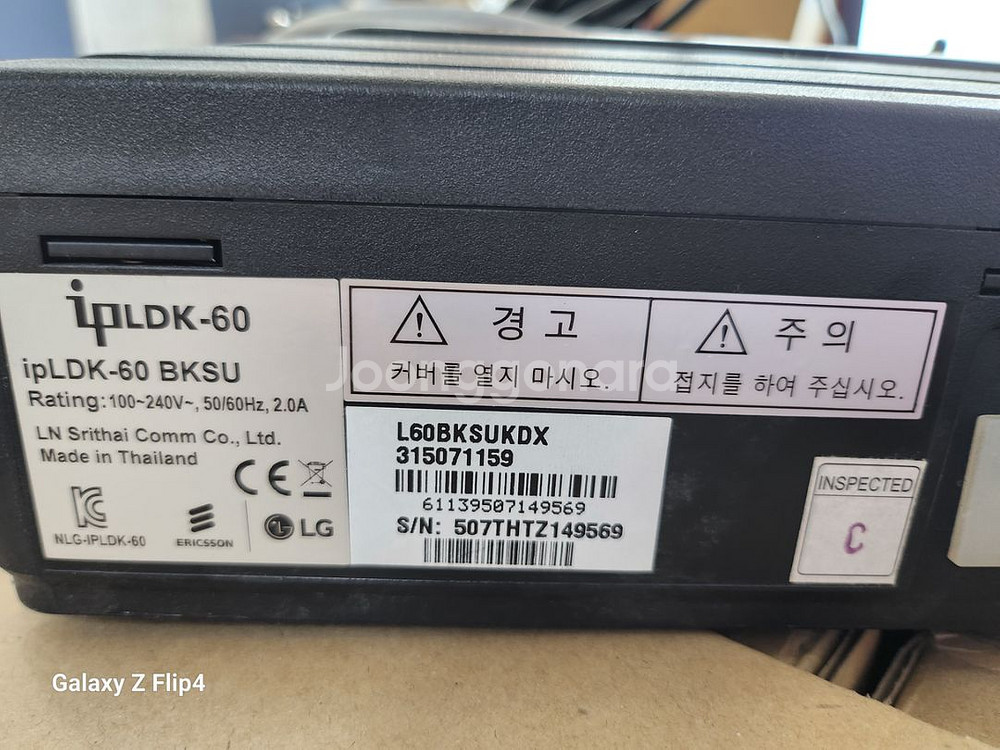 ipLDK-60
ipLDK-60 BKSU
Rating: 100~240V~, 50/60Hz, 2.0A
LN Srithai Comm Co., Ltd.
Made in Thailand
CE
NLG-IPLDK-60
ERICSSON
LG
경고
커버를 열지 마시오.
주의
접지를 하여 주십시오.
L60BKSUKDX
315071159
61139507149569
S/N: 507THTZ149569
INSPECTED
C
Joonggonara
Galaxy Z Flip4